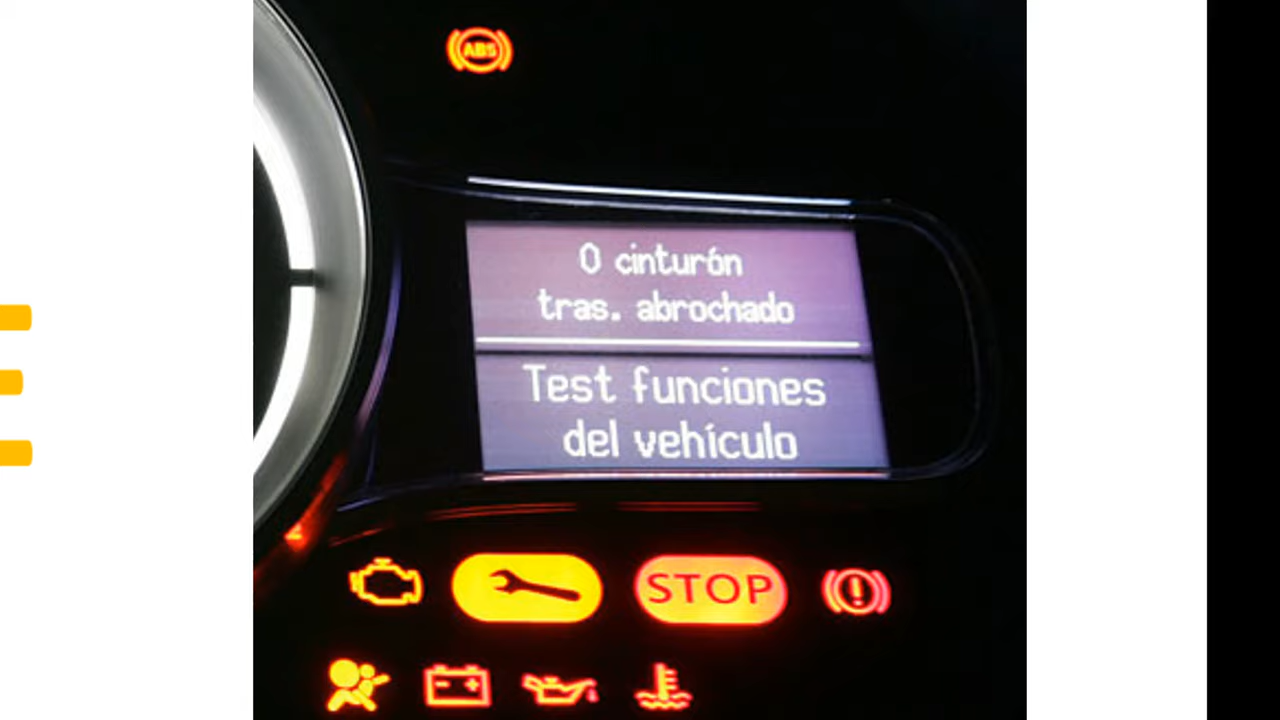 ABS
0 cinturón
tras. abrochado
Test funciones
del vehículo
STOP